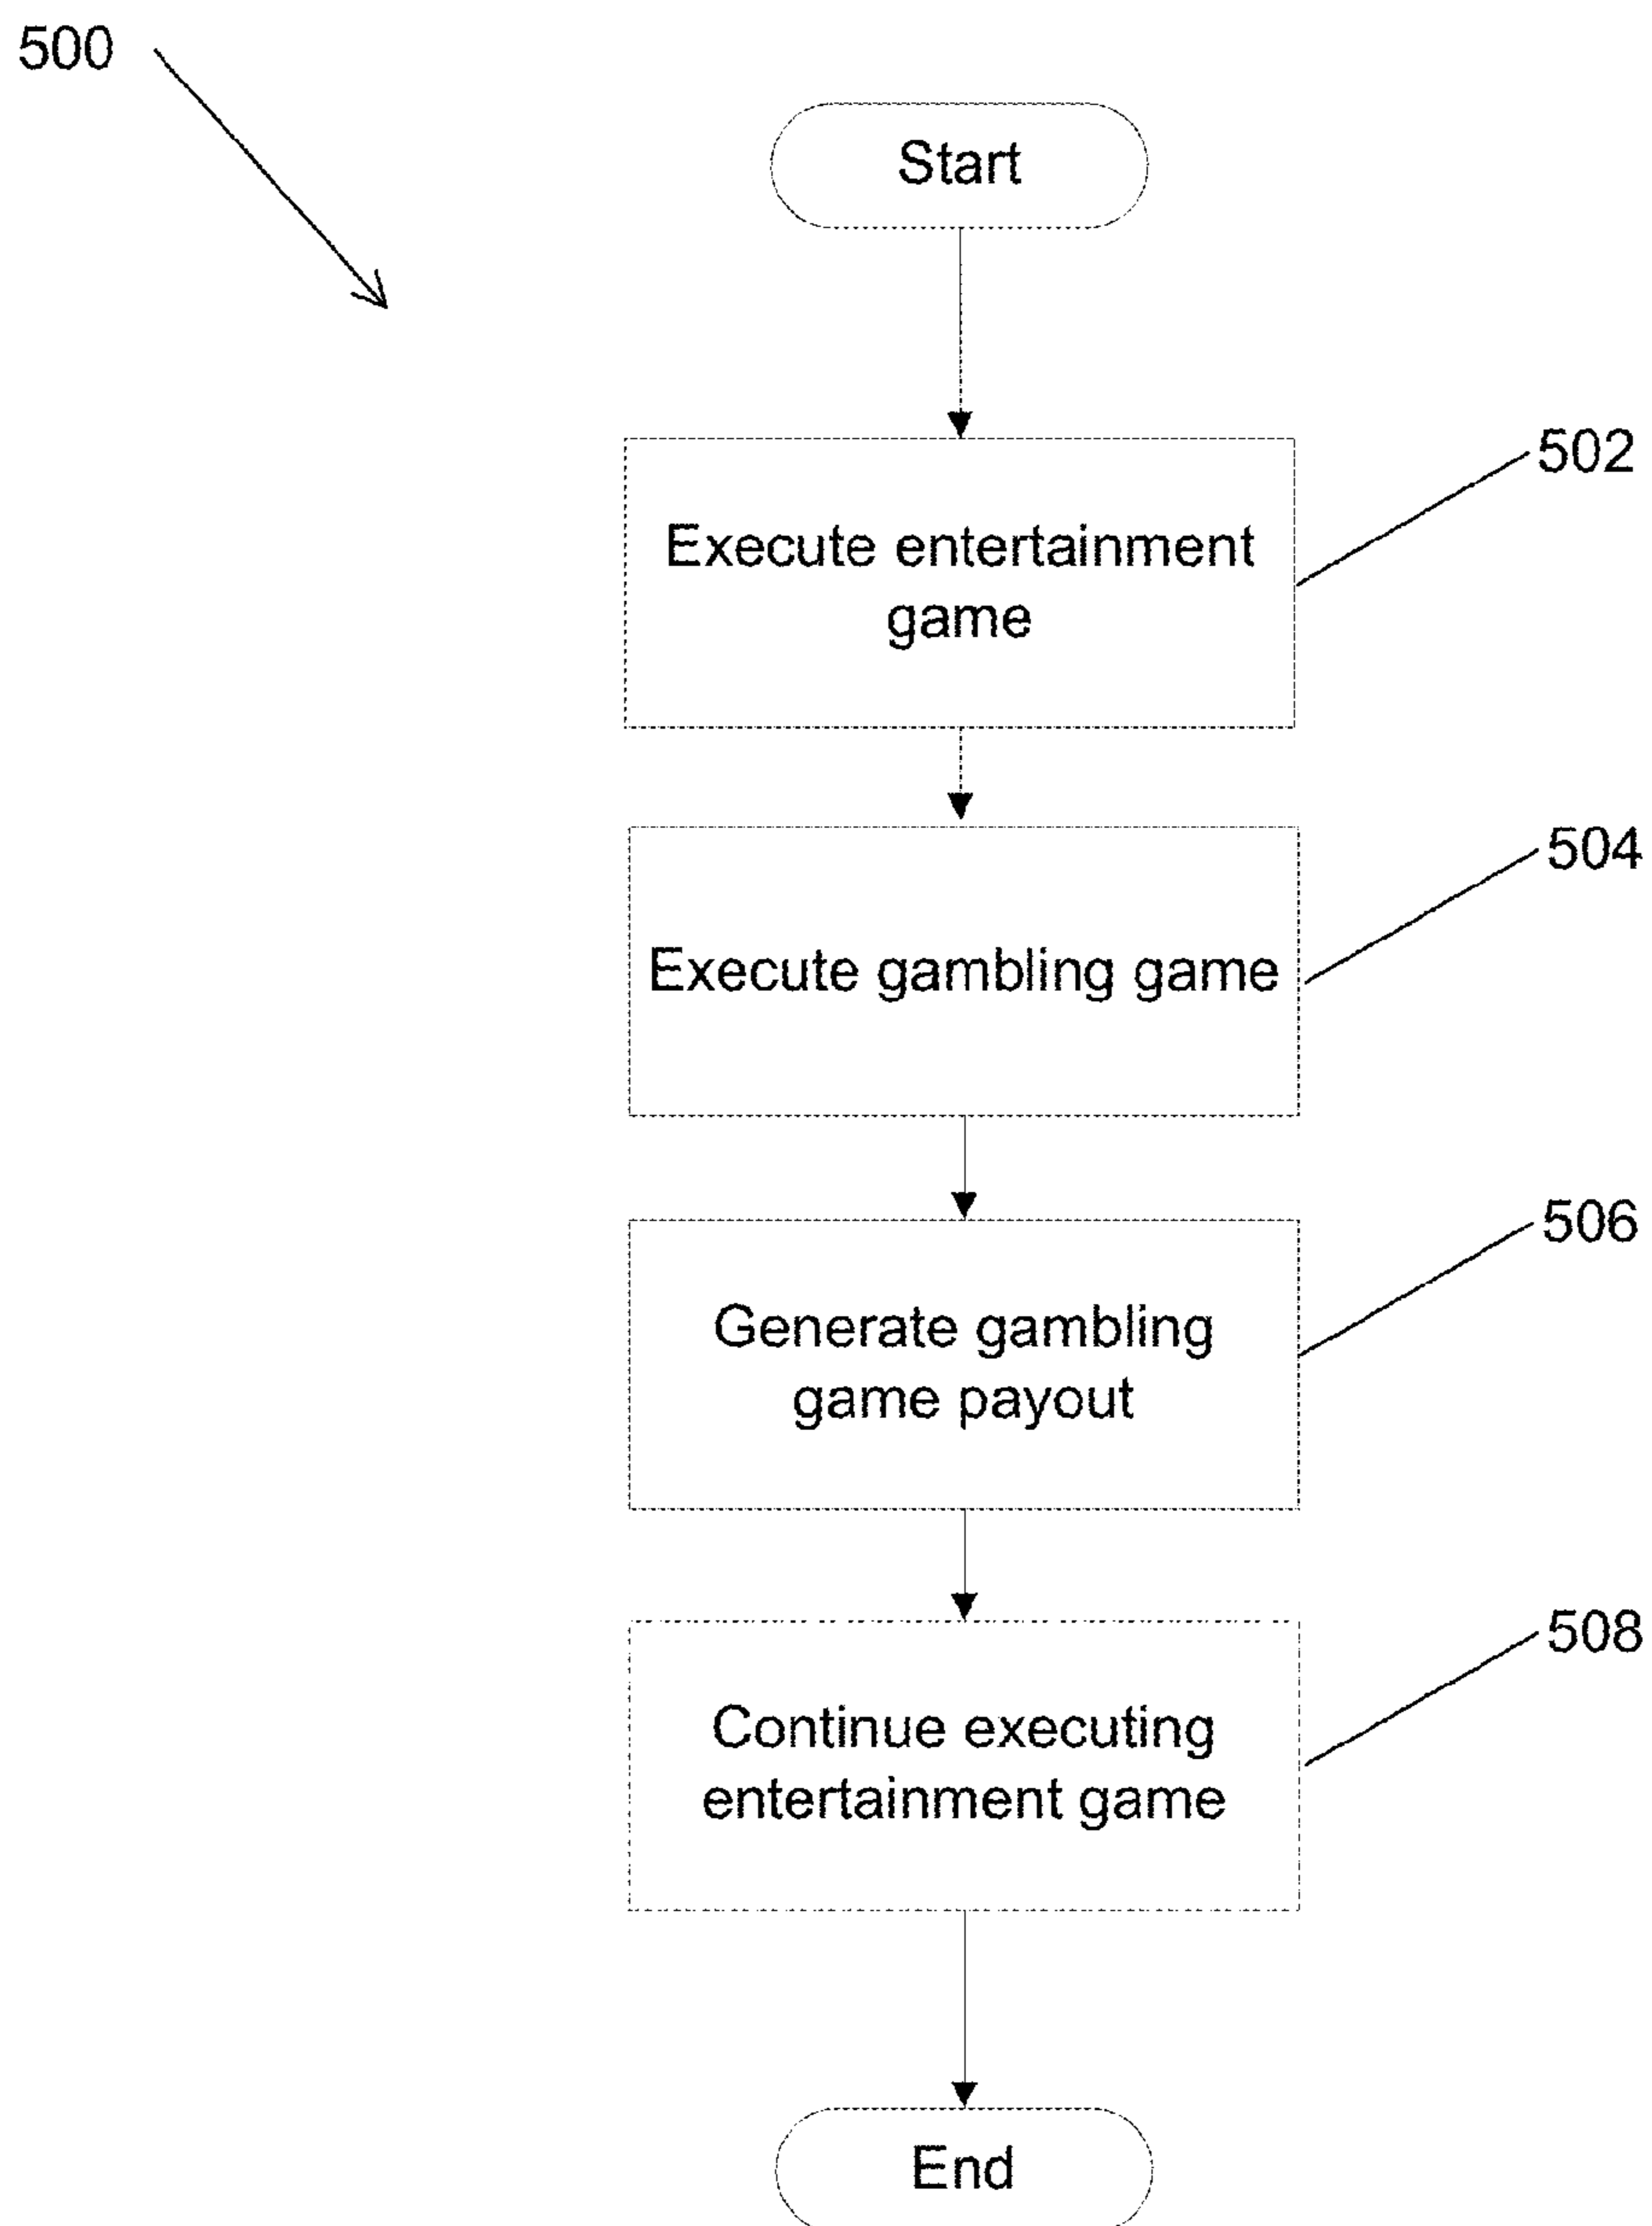 500
Start
502
Execute entertainment
game
504
Execute gambling game
506
Generate gambling
game payout
508
Continue executing
entertainment game
End